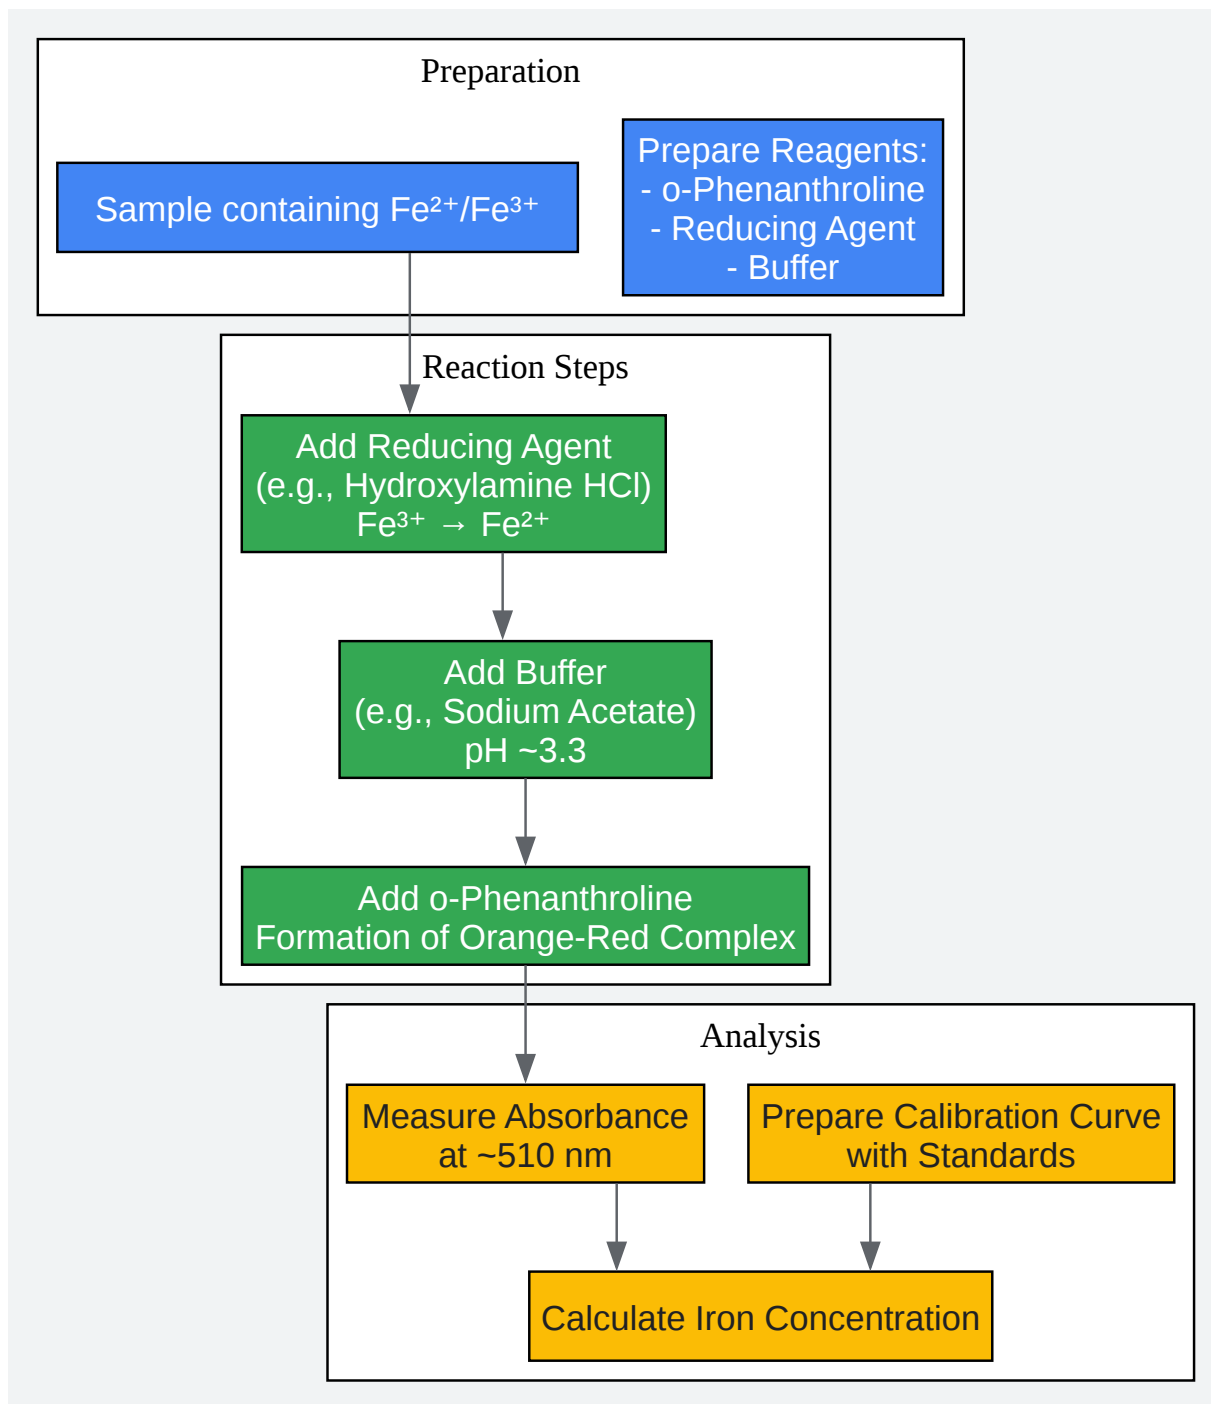 Preparation
Sample containing Fe²⁺/Fe³⁺
Prepare Reagents:
- o-Phenanthroline
- Reducing Agent
- Buffer
Reaction Steps
Add Reducing Agent
(e.g., Hydroxylamine HCl)
Fe³⁺ → Fe²⁺
Add Buffer
(e.g., Sodium Acetate)
pH ~3.3
Add o-Phenanthroline
Formation of Orange-Red Complex
Analysis
Measure Absorbance
at ~510 nm
Prepare Calibration Curve
with Standards
Calculate Iron Concentration